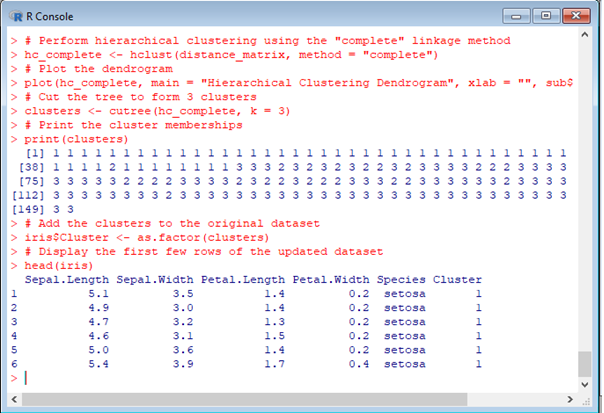 R Console
> # Perform hierarchical clustering using the "complete" linkage method
> hc_complete <- hclust(distance_matrix, method = "complete")
> # Plot the dendrogram
> plot(hc_complete, main = "Hierarchical Clustering Dendrogram", xlab = "", sub$
> # Cut the tree to form 3 clusters
> clusters <- cutree(hc_complete, k = 3)
> # Print the cluster memberships
> print(clusters)
[1] 1 1 1 1 1 1 1 1 1 1 1 1 1 1 1 1 1 1 1 1 1 1 1 1 1 1 1 1 1 1 1 1 1 1 1 1 1
[38] 1 1 1 1 2 1 1 1 1 1 1 1 1 3 3 3 2 3 2 3 2 3 2 2 3 2 3 3 3 3 2 2 2 3 3 3 3
[75] 3 3 3 3 3 2 2 2 2 3 3 3 3 2 3 2 2 3 2 2 2 3 3 3 2 2 3 3 3 3 3 3 2 3 3 3 3
[112] 3 3 3 3 3 3 3 3 2 3 3 3 3 3 3 3 3 3 3 3 3 3 3 3 3 3 3 3 3 3 3 3 3 3 3 3 3
[149] 3 3
> # Add the clusters to the original dataset
> iris$Cluster <- as.factor(clusters)
> # Display the first few rows of the updated dataset
> head(iris)
Sepal.Length Sepal.Width Petal.Length Petal.Width Species Cluster
1 5.1 3.5 1.4 0.2 setosa 1
2 4.9 3.0 1.4 0.2 setosa 1
3 4.7 3.2 1.3 0.2 setosa 1
4 4.6 3.1 1.5 0.2 setosa 1
5 5.0 3.6 1.4 0.2 setosa 1
6 5.4 3.9 1.7 0.4 setosa 1
>